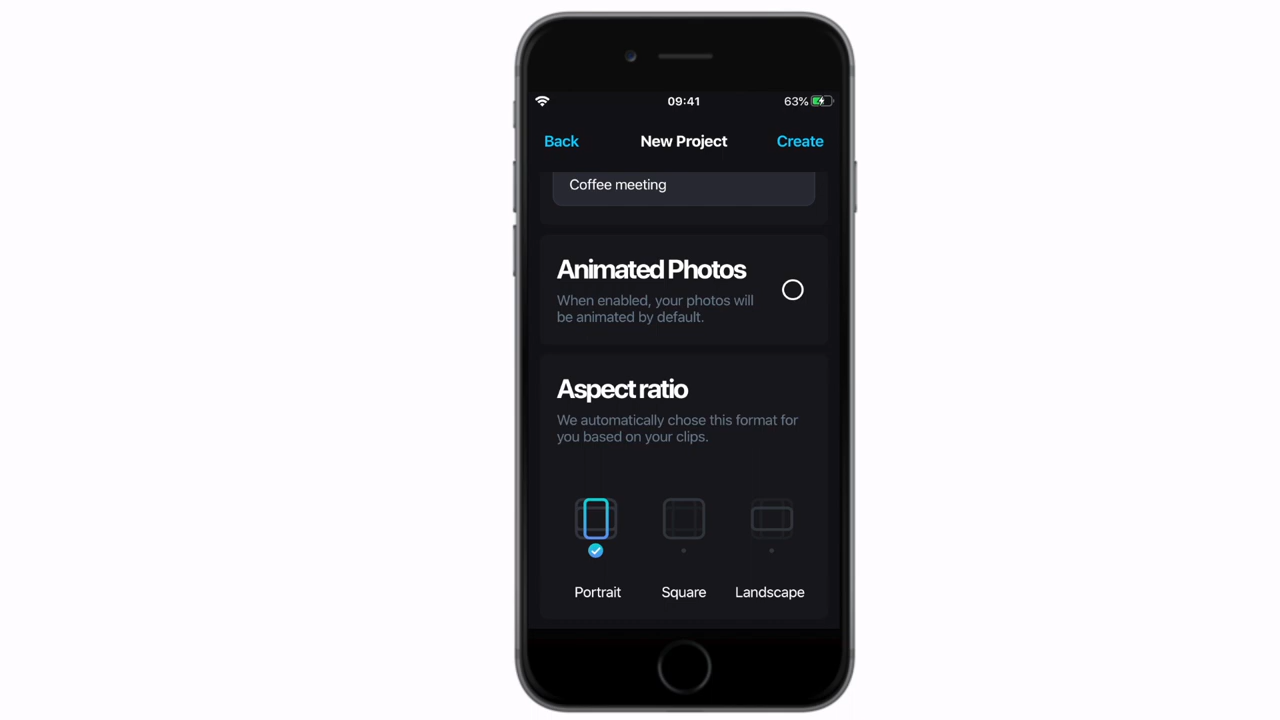 09:41
63%
Back
New Project
Create
Coffee meeting
Animated Photos
When enabled, your photos will
be animated by default.
Aspect ratio
We automatically chose this format for
you based on your clips.
Portrait
Square
Landscape